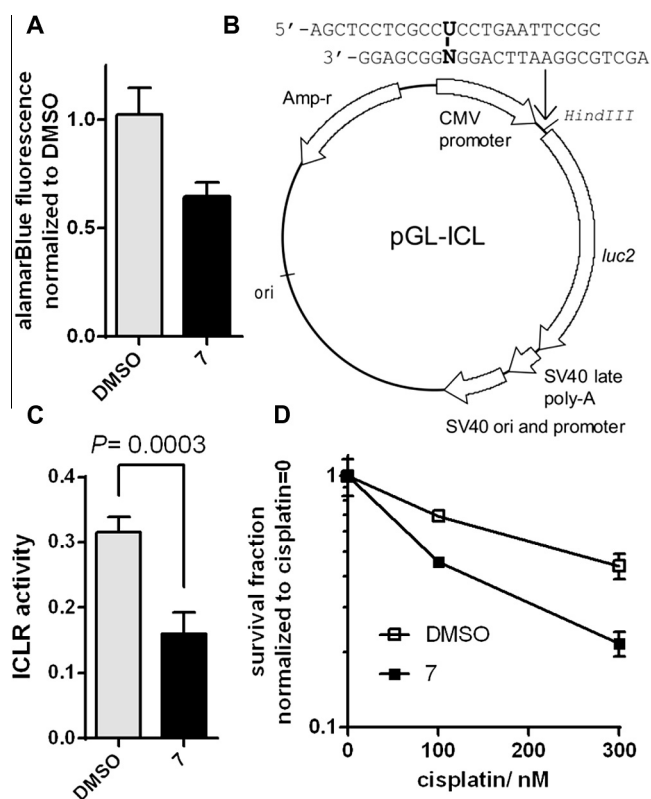 A
alamarBlue fluorescence
normalized to DMSO
1.0
0.5
0.0
DMSO
7
B
5'-AGCTCCTCGCCUCCTGAATTCCGC
3'-GGAGCGGNGGACTTAAGGCGTCGA
Amp-r
CMV
promoter
HindIII
pGL-ICL
luc2
ori
SV40 late
poly-A
SV40 ori and promoter
C
P= 0.0003
ICLR activity
0.4
0.3
0.2
0.1
0.0
DMSO
7
D
survival fraction
normalized to cisplatin=0
1
0.1
DMSO
7
0
100
200
300
cisplatin/ nM